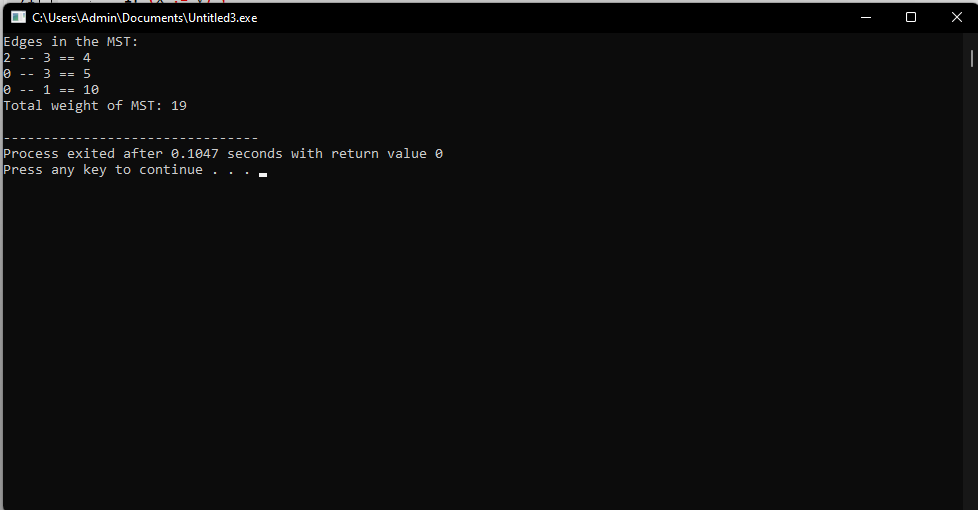 C:\Users\Admin\Documents\Untitled3.exe
Edges in the MST:
2 -- 3 == 4
0 -- 3 == 5
0 -- 1 == 10
Total weight of MST: 19
--------------------------------
Process exited after 0.1047 seconds with return value 0
Press any key to continue . . .